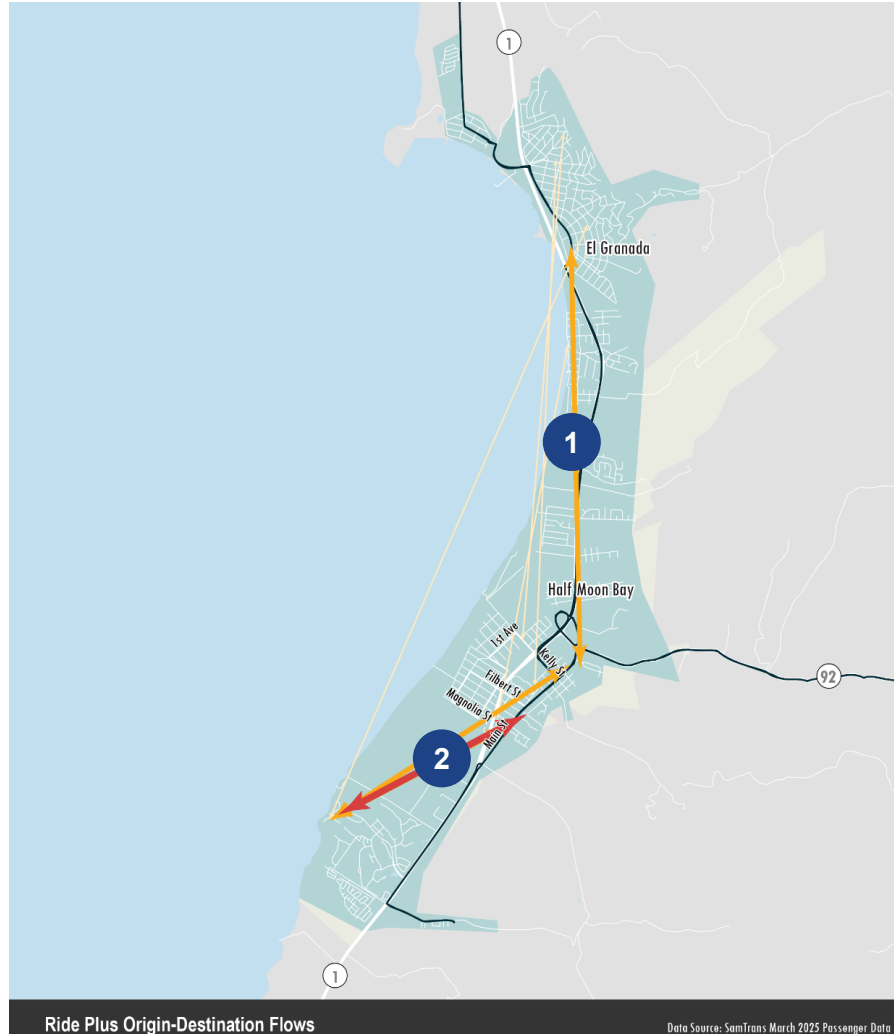 1
El Granada
1
Half Moon Bay
1st Ave
Kelly St
Filbert St
92
Magnolia St
Main St
2
1
Ride Plus Origin-Destination Flows
Data Source: SamTrans March 2025 Passenger Data